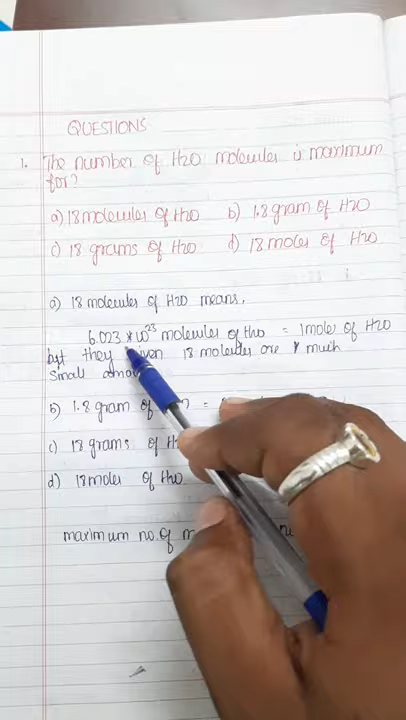 QUESTIONS
1. The number of H2O molecules is maximum
for?
a) 18 molecules of H2O b) 1.8 gram of H2O
c) 18 grams of H2O d) 18 moles of H2O
a) 18 molecules of H2O means,
6.023 * 10^23 molecules of H2O = 1 mole of H2O
but they given 18 molecules are much
small
b) 1.8 gram of
c) 18 grams of
d) 18 moles of H2O
maximum no. of